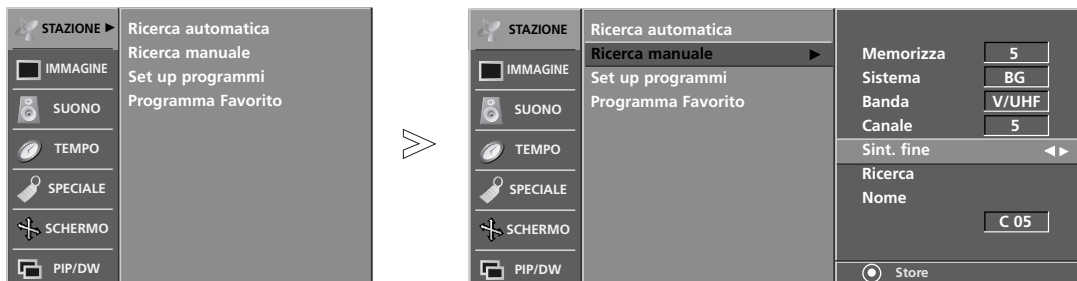 STAZIONE
IMMAGINE
SUONO
TEMPO
SPECIALE
SCHERMO
PIP/DW
Ricerca automatica
Ricerca manuale
Set up programmi
Programma Favorito
STAZIONE
IMMAGINE
SUONO
TEMPO
SPECIALE
SCHERMO
PIP/DW
Ricerca automatica
Ricerca manuale
Set up programmi
Programma Favorito
Memorizza 5
Sistema BG
Banda V/UHF
Canale 5
Sint. fine
Ricerca
Nome
C 05
Store